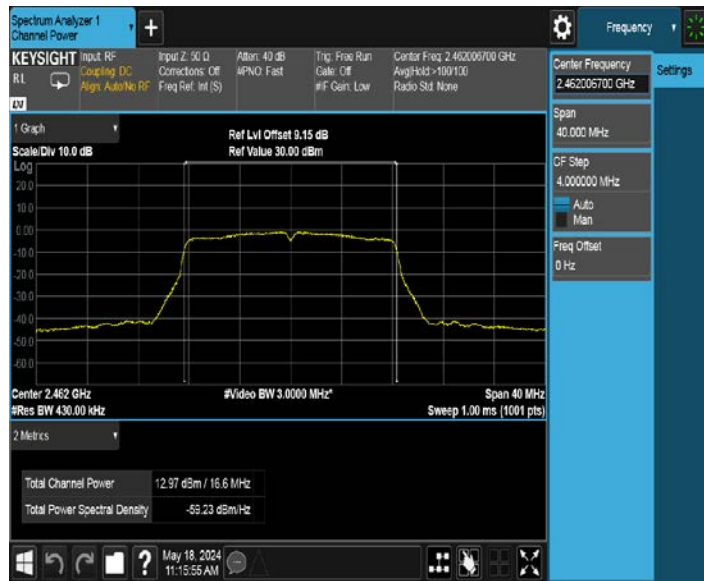 Spectrum Analyzer 1
Channel Power
+
Frequency
KEYSIGHT
RL
LXI
Input: RF
Coupling: DC
Align: Auto/No RF
Input Z: 50 Ω
Corrections: Off
Freq Ref: Int (S)
Atten: 40 dB
#PNO: Fast
Trig: Free Run
Gate: Off
#IF Gain: Low
Center Freq: 2.462006700 GHz
Avg|Hold:>100/100
Radio Std: None
Center Frequency
2.462006700 GHz
Settings
Span
40.000 MHz
CF Step
4.000000 MHz
Auto
Man
Freq Offset
0 Hz
1 Graph
Scale/Div 10.0 dB
Ref Lvl Offset 9.15 dB
Ref Value 30.00 dBm
Log
20.0
10.0
0.00
-10.0
-20.0
-30.0
-40.0
-50.0
-60.0
Center 2.462 GHz
#Video BW 3.0000 MHz*
Span 40 MHz
#Res BW 430.00 kHz
Sweep 1.00 ms (1001 pts)
2 Metrics
Total Channel Power
12.97 dBm / 16.6 MHz
Total Power Spectral Density
-59.23 dBm/Hz
?
May 18, 2024
11:15:55 AM